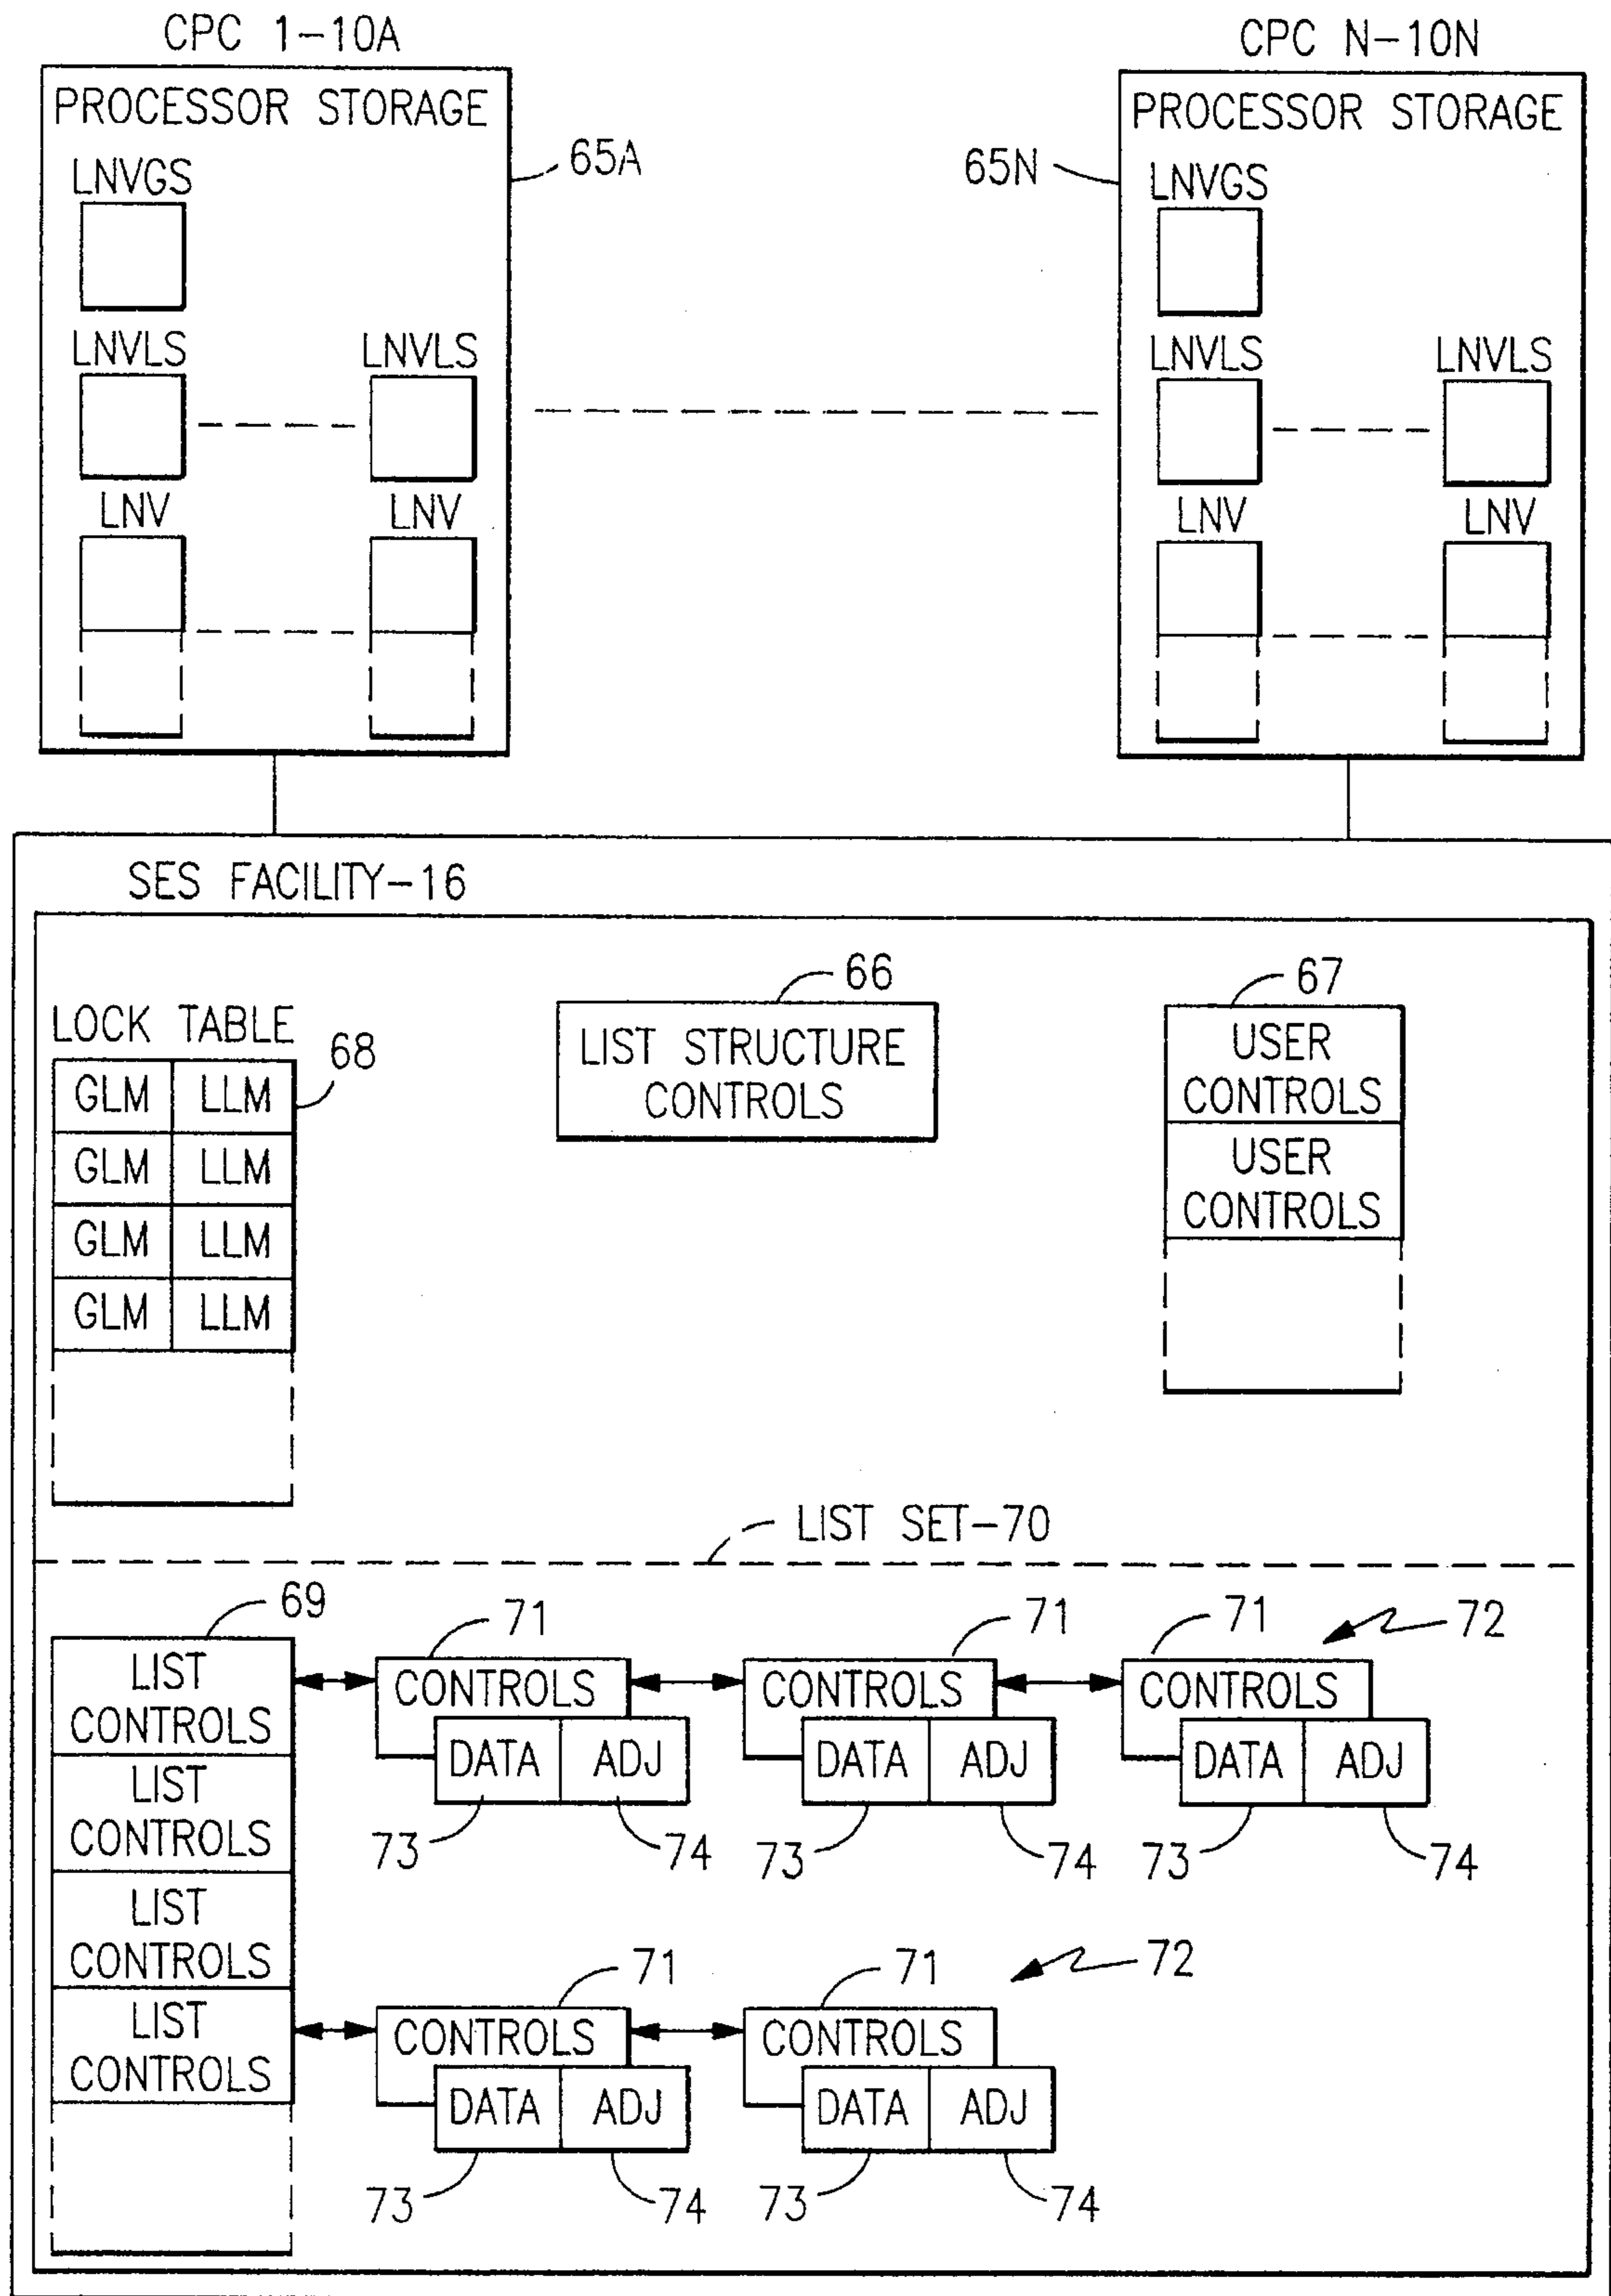 CPC 1-10A
CPC N-10N
PROCESSOR STORAGE
PROCESSOR STORAGE
65A
65N
LNVGS
LNVGS
LNVLS
LNVLS
LNVLS
LNVLS
LNV
LNV
LNV
LNV
SES FACILITY-16
66
67
LOCK TABLE
68
LIST STRUCTURE
CONTROLS
USER
CONTROLS
USER
CONTROLS
GLM LLM
GLM LLM
GLM LLM
GLM LLM
LIST SET-70
69
71
71
71
72
LIST
CONTROLS
LIST
CONTROLS
LIST
CONTROLS
LIST
CONTROLS
CONTROLS
CONTROLS
CONTROLS
DATA ADJ
DATA ADJ
DATA ADJ
73
74
73
74
73
74
71
71
72
CONTROLS
CONTROLS
DATA ADJ
DATA ADJ
73
74
73
74